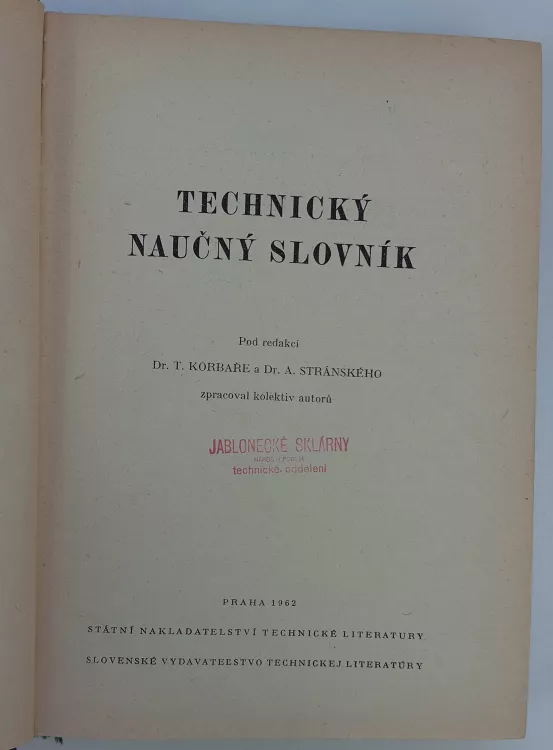 TECHNICKÝ
NAUČNÝ SLOVNÍK
Pod redakcí
Dr. T. KORBAŘE a Dr. A. STRÁNSKÉHO
zpracoval kolektiv autorů
JABLONECKÉ SKLÁRNY
technické oddělení
PRAHA 1962
STÁTNÍ NAKLADATELSTVÍ TECHNICKÉ LITERATURY
SLOVENSKÉ VYDAVATEĽSTVO TECHNICKEJ LITERATÚRY